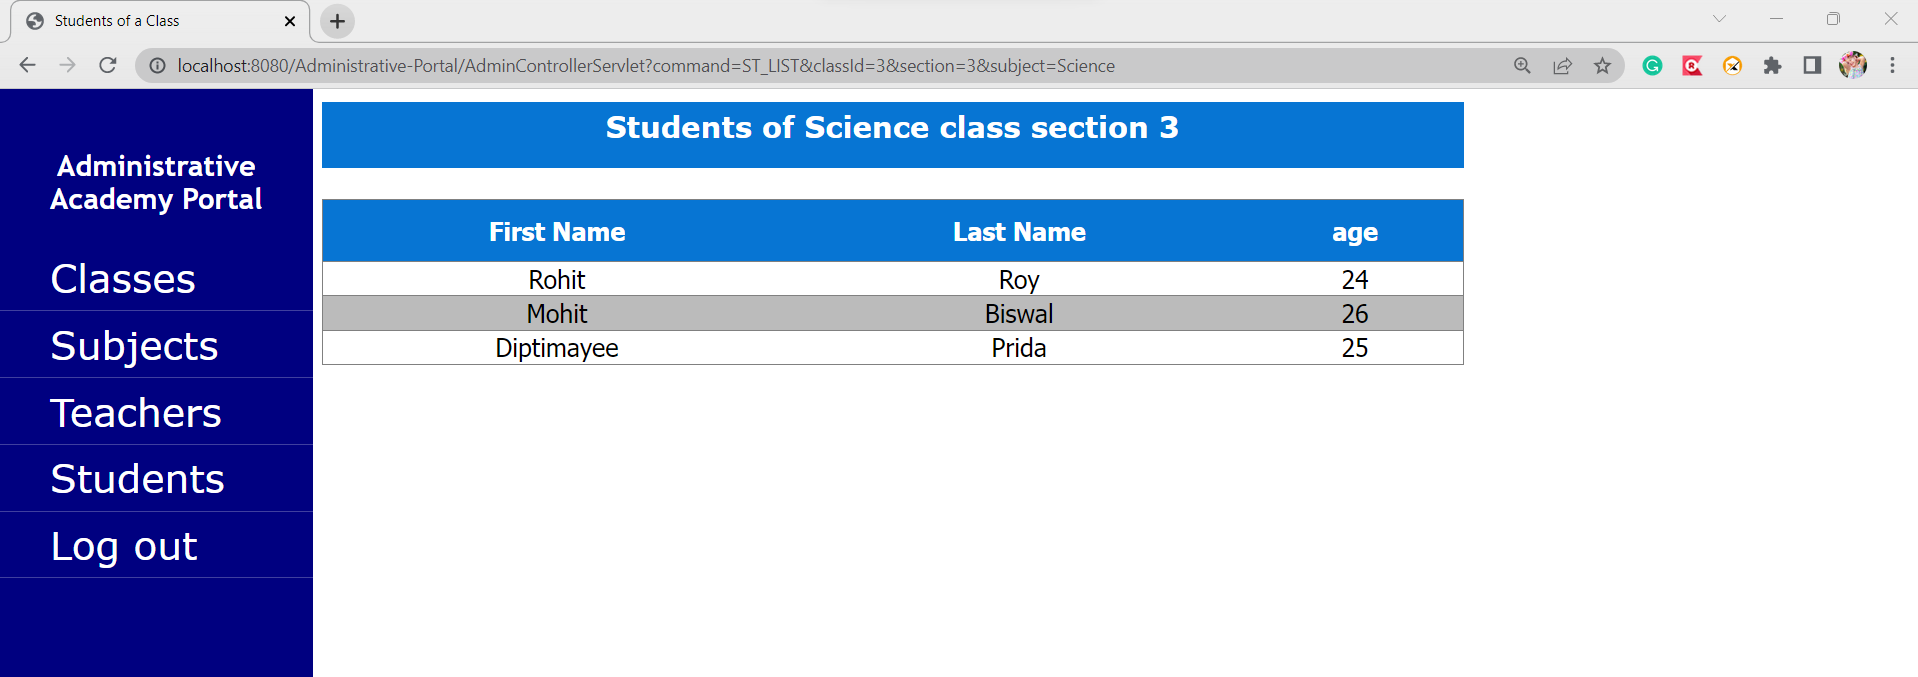 Students of a Class
localhost:8080/Administrative-Portal/AdminControllerServlet?command=ST_LIST&classId=3&section=3&subject=Science
Administrative
Academy Portal
Classes
Subjects
Teachers
Students
Log out
Students of Science class section 3
First Name Last Name age
Rohit Roy 24
Mohit Biswal 26
Diptimayee Prida 25